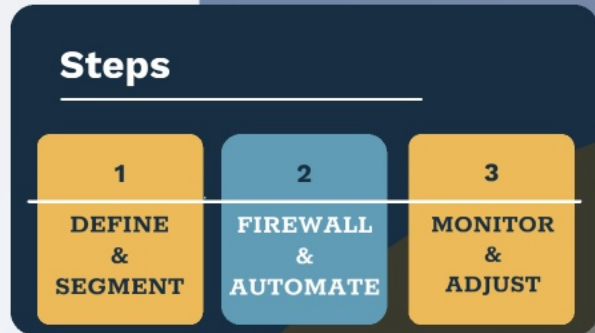 Steps
1
DEFINE
&
SEGMENT
2
FIREWALL
&
AUTOMATE
3
MONITOR
&
ADJUST